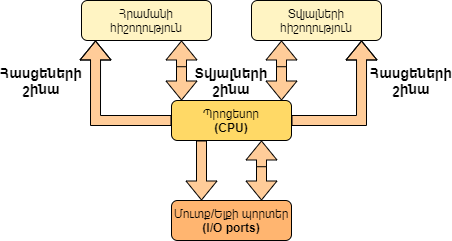 Հրամանի
հիշողություն
Տվյալների
հիշողություն
Հասցեների
շինա
Տվյալների
շինա
Հասցեների
շինա
Պրոցեսոր
(CPU)
Մուտք/Ելքի պորտեր
(I/O ports)